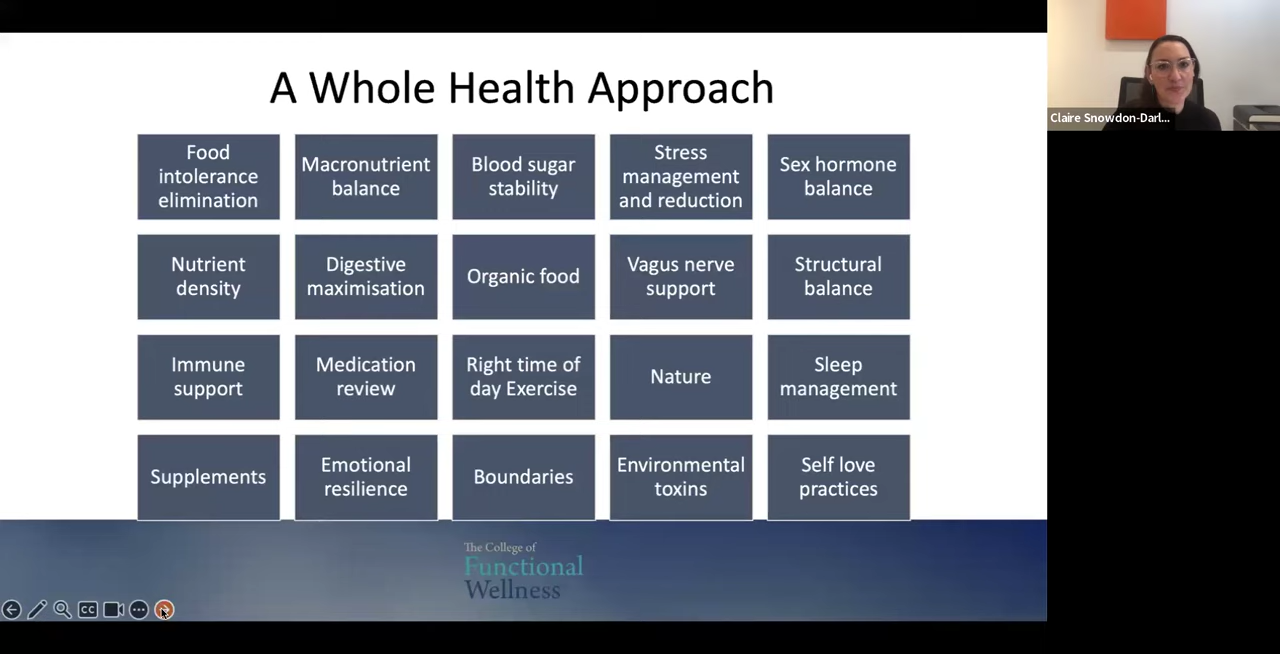 A Whole Health Approach
Claire Snowdon-Darl...
Food
intolerance
elimination
Macronutrient
balance
Blood sugar
stability
Stress
management
and reduction
Sex hormone
balance
Nutrient
density
Digestive
maximisation
Organic food
Vagus nerve
support
Structural
balance
Immune
support
Medication
review
Right time of
day Exercise
Nature
Sleep
management
Supplements
Emotional
resilience
Boundaries
Environmental
toxins
Self love
practices
The College of
Functional
Wellness
CC